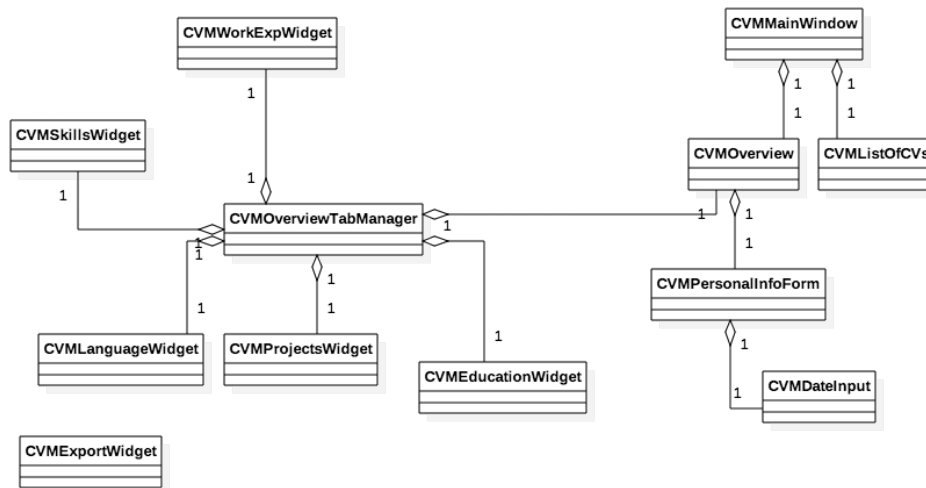 CVMWorkExpWidget
CVMMainWindow
1
1
1
CVMSkillsWidget
1
1
CVMOverview
CVMListOfCVs
1
1
CVMOverviewTabManager
1
1
1
1
1
1
1
CVMPersonalInfoForm
1
1
1
CVMLanguageWidget
CVMProjectsWidget
1
1
CVMEducationWidget
CVMDateInput
1
CVMExportWidget